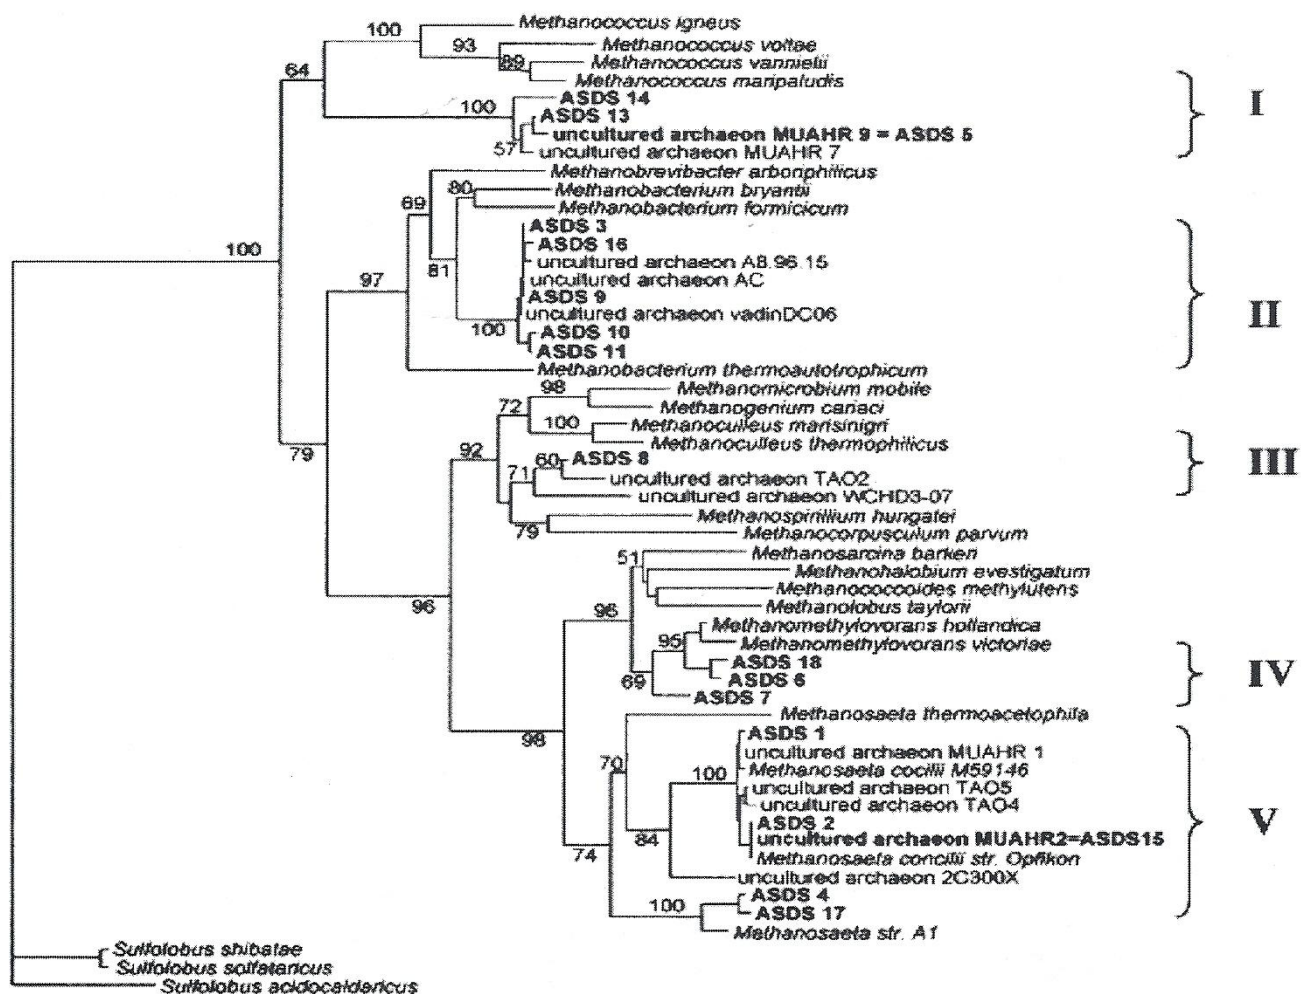 Methanococcus igneus
100
Methanococcus voltae
93
Methanococcus vannielii
89
64
Methanococcus maripaludis
ASDS 14
I
100
ASDS 13
uncultured archaeon MUAHR 9 = ASDS 5
57
uncultured archaeon MUAHR 7
Methanobrevibacter arboriphilicus
80
Methanobacterium bryantii
69
Methanobacterium formicicum
ASDS 3
100
ASDS 16
81
uncultured archaeon A8.96.15
97
uncultured archaeon AC
ASDS 9
uncultured archaeon vadinDC06
II
100
ASDS 10
ASDS 11
Methanobacterium thermoautotrophicum
98
Methanomicrobium mobile
72
Methanogenium cariaci
100
Methanoculleus marisinigri
Methanoculleus thermophilicus
79
92
60
ASDS 8
III
71
uncultured archaeon TAO2
uncultured archaeon WCHD3-07
Methanospirillium hungatei
79
Methanocorpusculum parvum
51
Methanosarcina barkeri
Methanohalobium evestigatum
Methanococcoides methylutens
96
96
Methanolobus taylorii
Methanomethylovorans hollandica
95
Methanomethylovorans victoriae
ASDS 18
IV
69
ASDS 6
ASDS 7
Methanosaeta thermoacetophila
98
ASDS 1
uncultured archaeon MUAHR 1
70
100
Methanosaeta cocilii M59146
uncultured archaeon TAO5
uncultured archaeon TAO4
ASDS 2
V
84
uncultured archaeon MUAHR2=ASDS15
74
Methanosaeta concilii str. Opfikon
uncultured archaeon 2C300X
ASDS 4
100
ASDS 17
Methanosaeta str. A1
Sulfolobus shibatae
Sulfolobus solfataricus
Sulfolobus acidocaldaricus